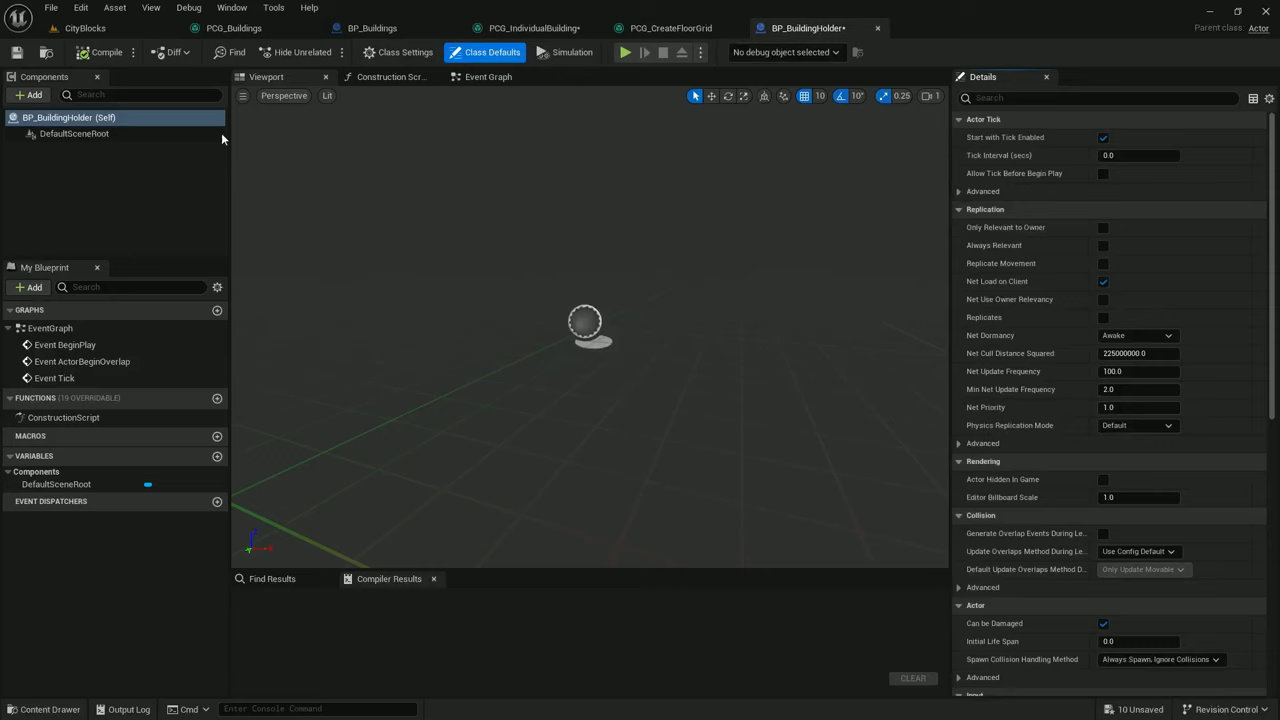 File Edit Asset View Debug Window Tools Help
Parent class: Actor
CityBlocks PCG_Buildings BP_Buildings PCG_IndividualBuilding* PCG_CreateFloorGrid BP_BuildingHolder*
Compile Diff Find Hide Unrelated Class Settings Class Defaults Simulation No debug object selected
Components
Add Search
BP_BuildingHolder (Self)
DefaultSceneRoot
My Blueprint
Add Search
GRAPHS
EventGraph
Event BeginPlay
Event ActorBeginOverlap
Event Tick
FUNCTIONS (19 OVERRIDABLE)
ConstructionScript
MACROS
VARIABLES
Components
DefaultSceneRoot
EVENT DISPATCHERS
Viewport Construction Scr... Event Graph
Perspective Lit 10 10° 0.25 1
Find Results Compiler Results
CLEAR
Details
Search
Actor Tick
Start with Tick Enabled
Tick Interval (secs) 0.0
Allow Tick Before Begin Play
Advanced
Replication
Only Relevant to Owner
Always Relevant
Replicate Movement
Net Load on Client
Net Use Owner Relevancy
Replicates
Net Dormancy Awake
Net Cull Distance Squared 225000000.0
Net Update Frequency 100.0
Min Net Update Frequency 2.0
Net Priority 1.0
Physics Replication Mode Default
Advanced
Rendering
Actor Hidden In Game
Editor Billboard Scale 1.0
Collision
Generate Overlap Events During Le...
Update Overlaps Method During Le... Use Config Default
Default Update Overlaps Method D... Only Update Movable
Advanced
Actor
Can be Damaged
Initial Life Span 0.0
Spawn Collision Handling Method Always Spawn, Ignore Collisions
Advanced
Input
Content Drawer Output Log Cmd Enter Console Command 10 Unsaved Revision Control